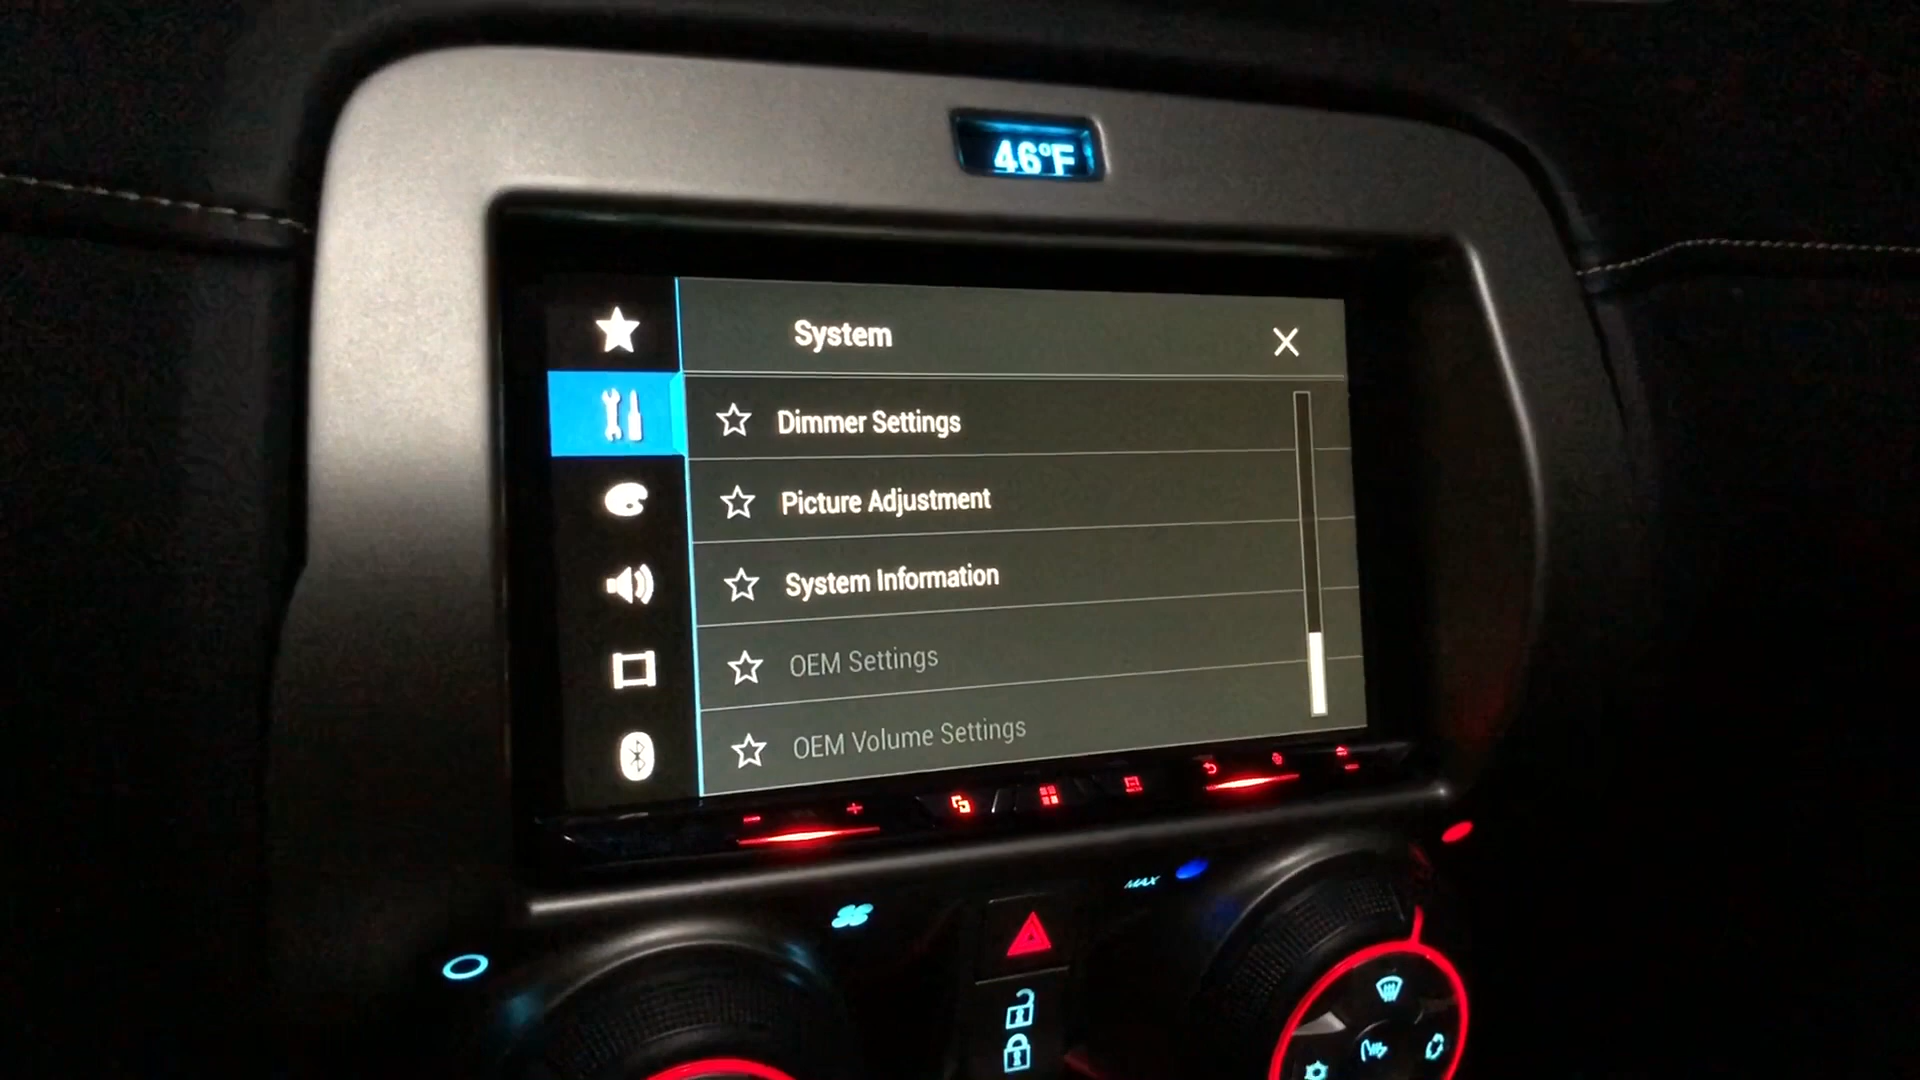 46°F
System
Dimmer Settings
Picture Adjustment
System Information
OEM Settings
OEM Volume Settings
MAX